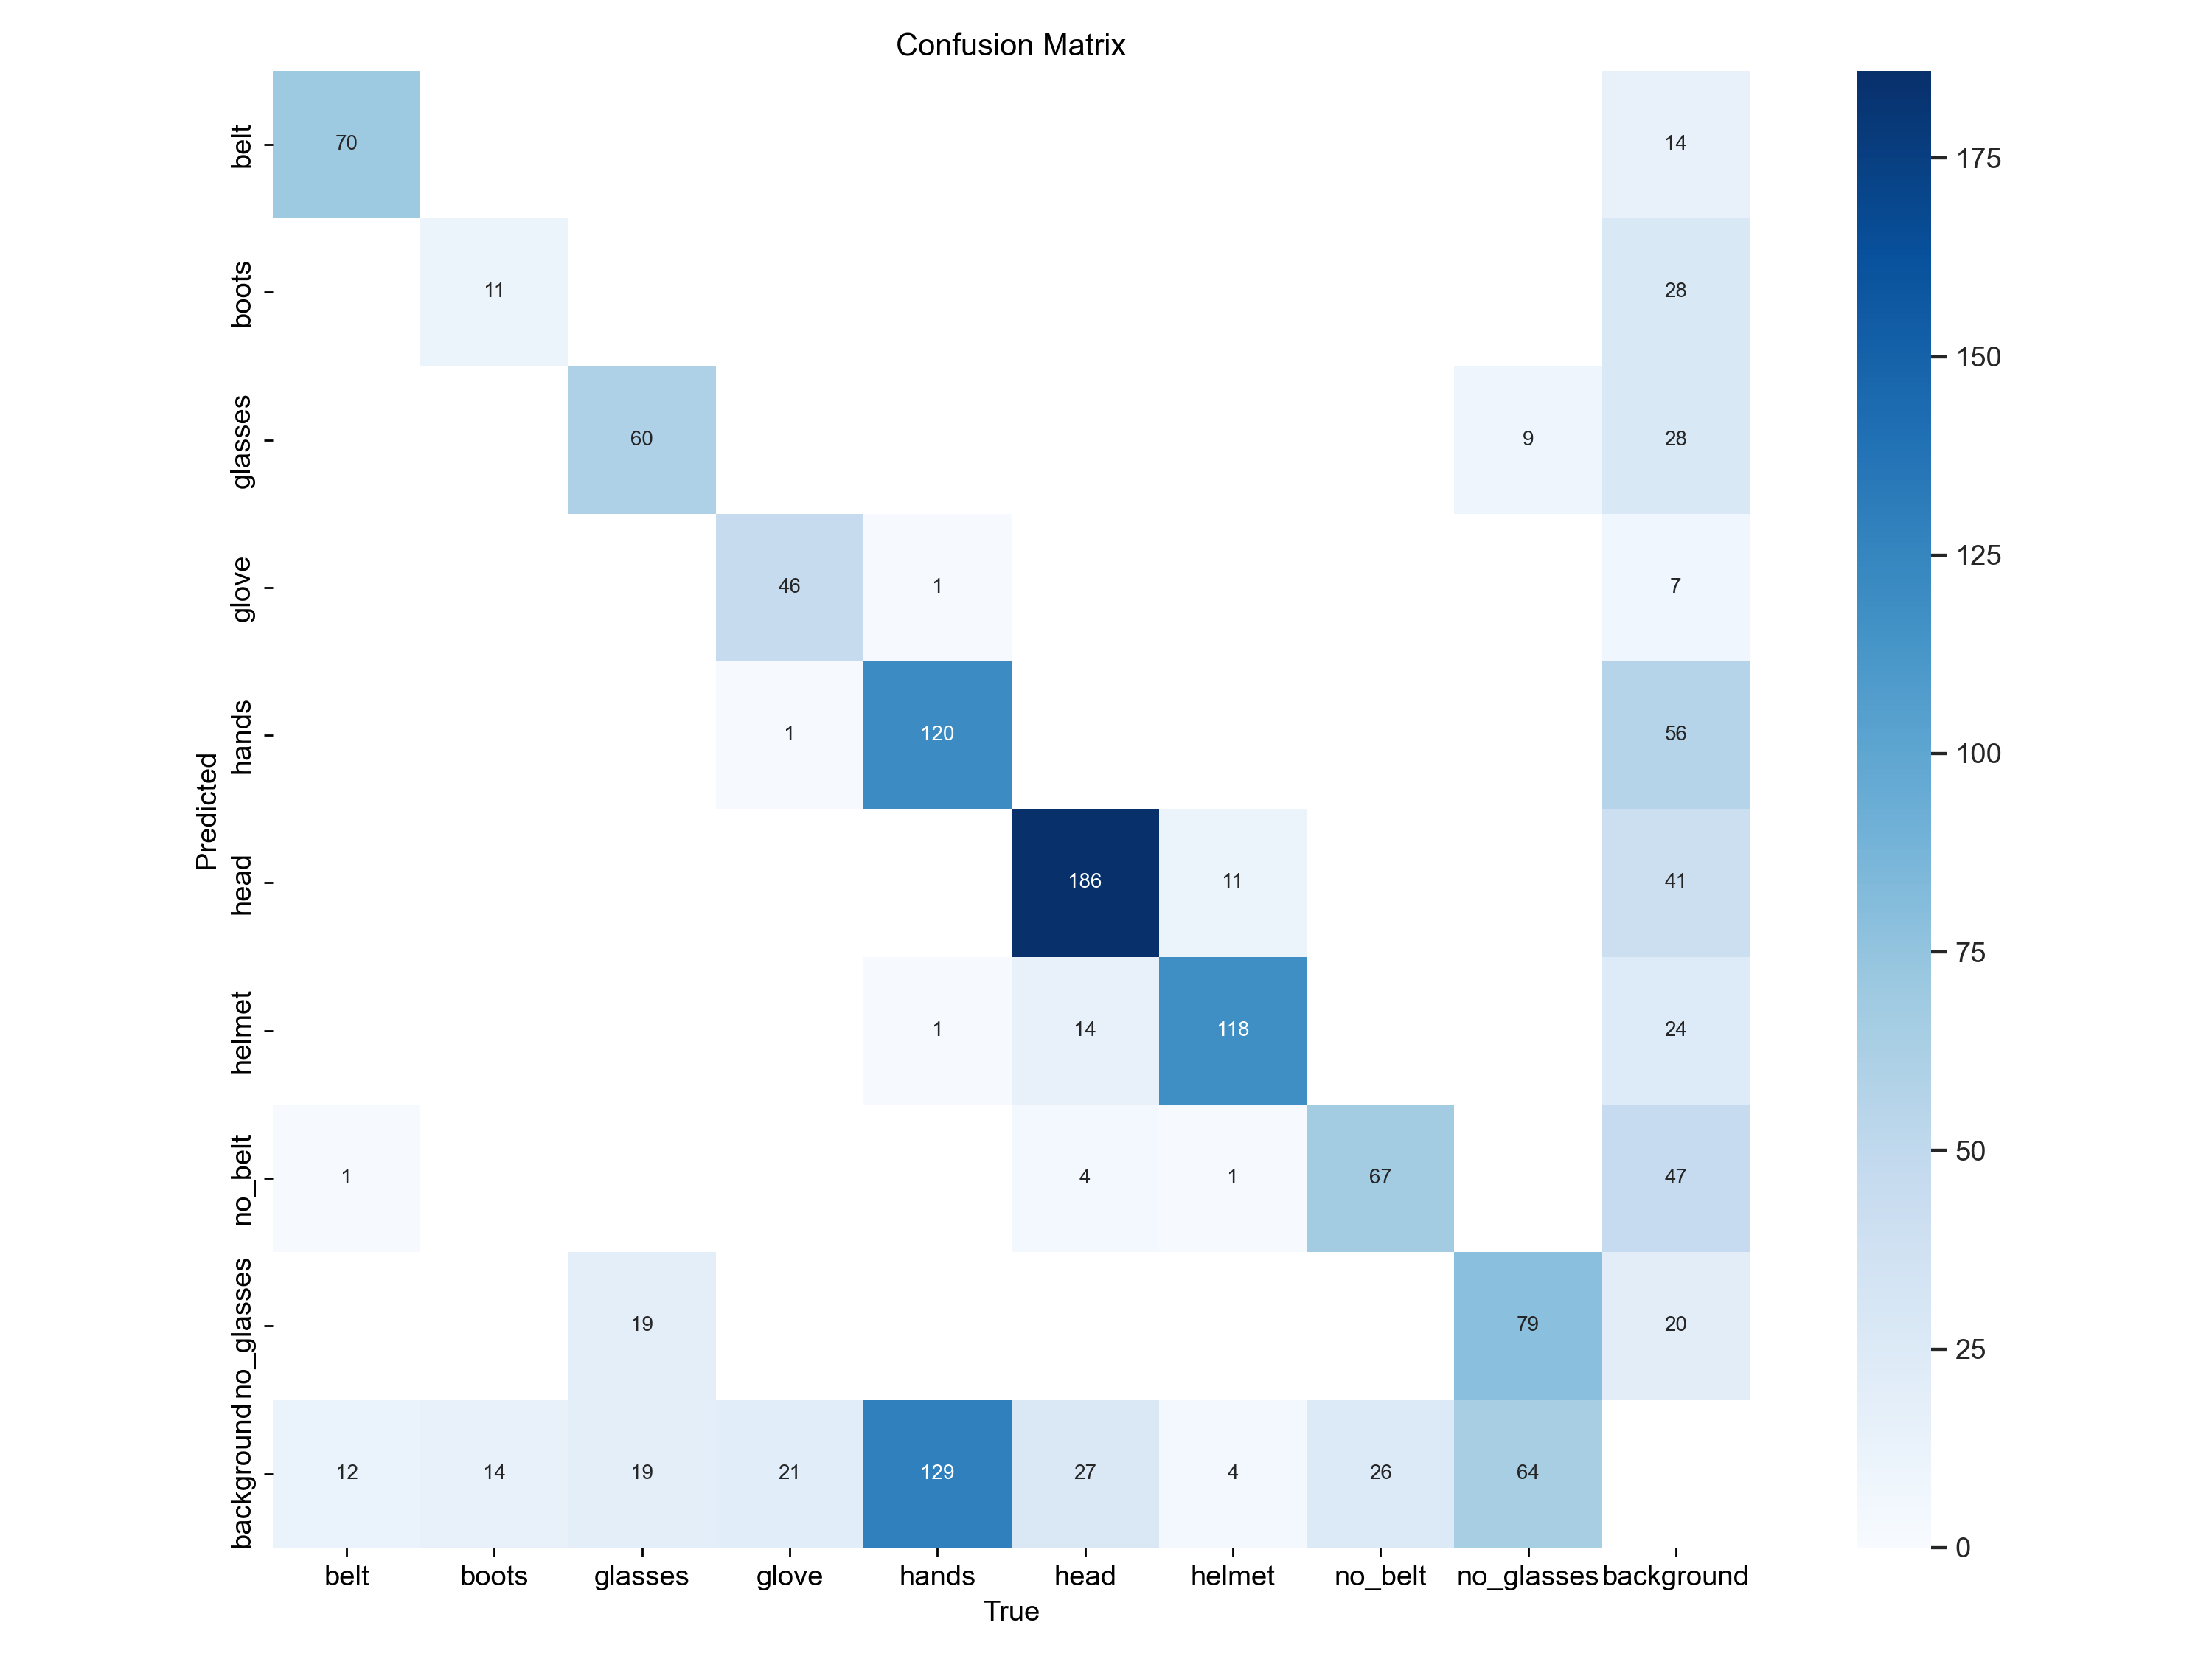 Confusion Matrix
belt 70 14
boots 11 28
glasses 60 9 28
glove 46 1 7
hands 1 120 56
head 186 11 41
helmet 1 14 118 24
no_belt 1 4 1 67 47
no_glasses 19 79 20
background 12 14 19 21 129 27 4 26 64
Predicted
belt boots glasses glove hands head helmet no_belt no_glasses background
True
175
150
125
100
75
50
25
0